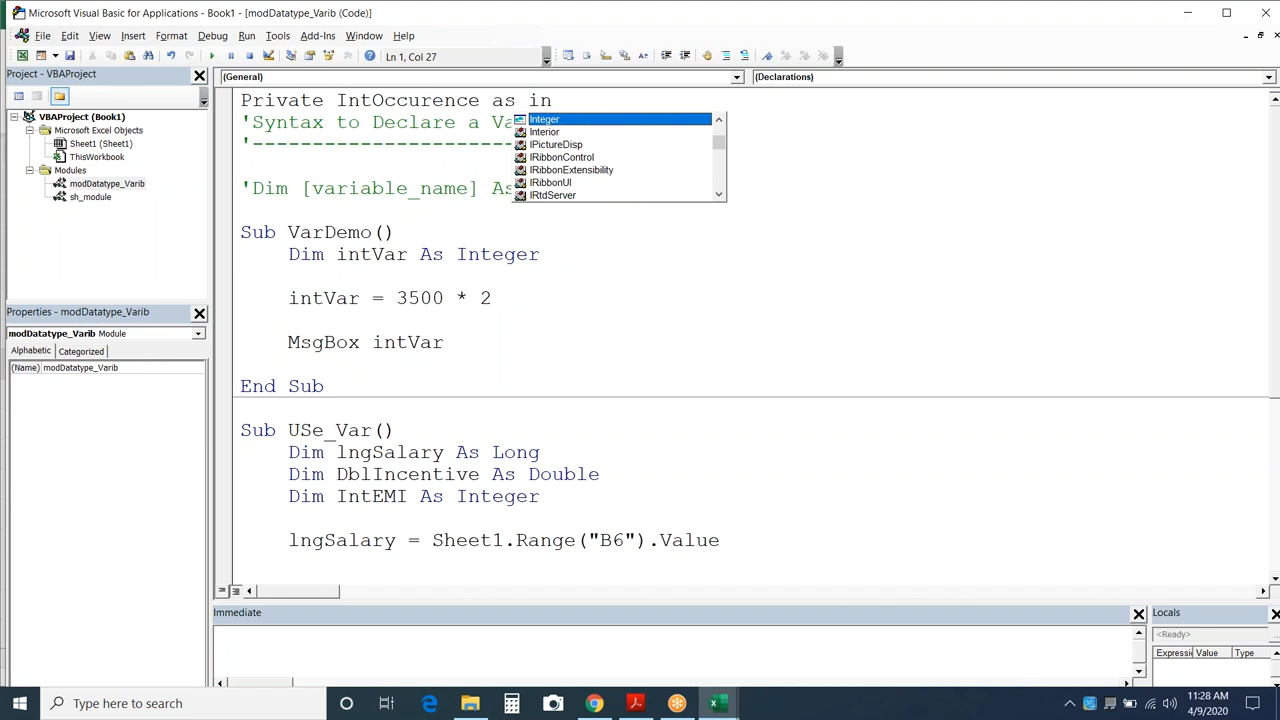 Microsoft Visual Basic for Applications - Book1 - [modDatatype_Varib (Code)]
File Edit View Insert Format Debug Run Tools Add-Ins Window Help
Ln 1, Col 27
Project - VBAProject
(General)
(Declarations)
VBAProject (Book1)
Microsoft Excel Objects
Sheet1 (Sheet1)
ThisWorkbook
Modules
modDatatype_Varib
sh_module
Properties - modDatatype_Varib
modDatatype_Varib Module
Alphabetic Categorized
(Name) modDatatype_Varib
Private IntOccurence as in
'Syntax to Declare a Va
'----------------------
'Dim [variable_name] As
Integer
Interior
IPictureDisp
IRibbonControl
IRibbonExtensibility
IRibbonUI
IRtdServer
Sub VarDemo()
Dim intVar As Integer
intVar = 3500 * 2
MsgBox intVar
End Sub
Sub USe_Var()
Dim lngSalary As Long
Dim DblIncentive As Double
Dim IntEMI As Integer
lngSalary = Sheet1.Range("B6").Value
Immediate
Locals
<Ready>
Expressi Value Type
Type here to search
11:28 AM
4/9/2020